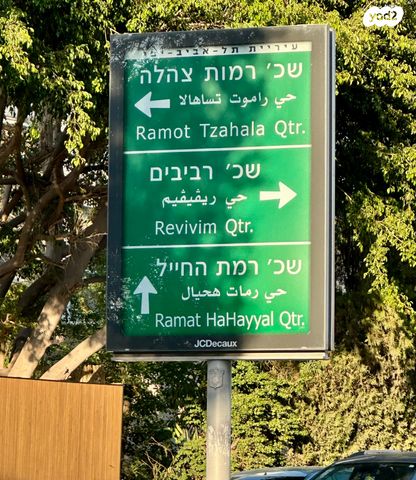 yad2
עיריית תל-אביב-יפו
שכ׳ רמות צהלה
حي راموت تساهالا
Ramot Tzahala Qtr.
שכ׳ רביבים
حي ريڤيڤيم
Revivim Qtr.
שכ׳ רמת החייל
حي رمات هحيال
Ramat HaHayyal Qtr.
JCDecaux